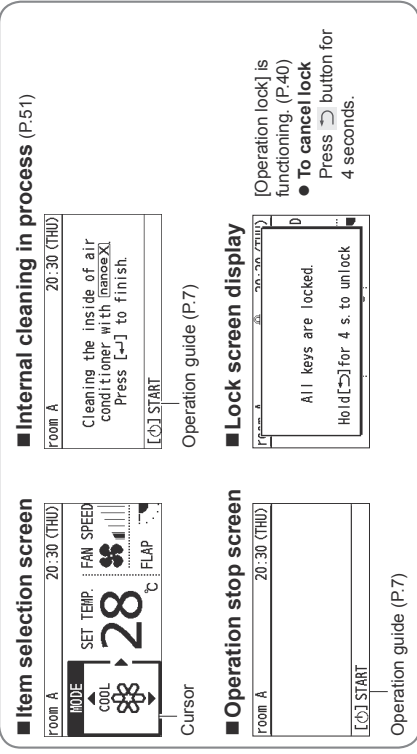 ■Item selection screen
room A 20:30 (THU)
MODE SET TEMP. FAN SPEED
COOL 28°C
FLAP
Cursor
■Internal cleaning in process (P.51)
room A 20:30 (THU)
Cleaning the inside of air
conditioner with nanoeX.
Press [↵] to finish.
[⏻] START
Operation guide (P.7)
■Operation stop screen
room A 20:30 (THU)
[⏻] START
Operation guide (P.7)
■Lock screen display
room A 20:30 (THU)
All keys are locked.
Hold[⮌]for 4 s. to unlock
[Operation lock] is
functioning. (P.40)
● To cancel lock
Press ⮌ button for
4 seconds.